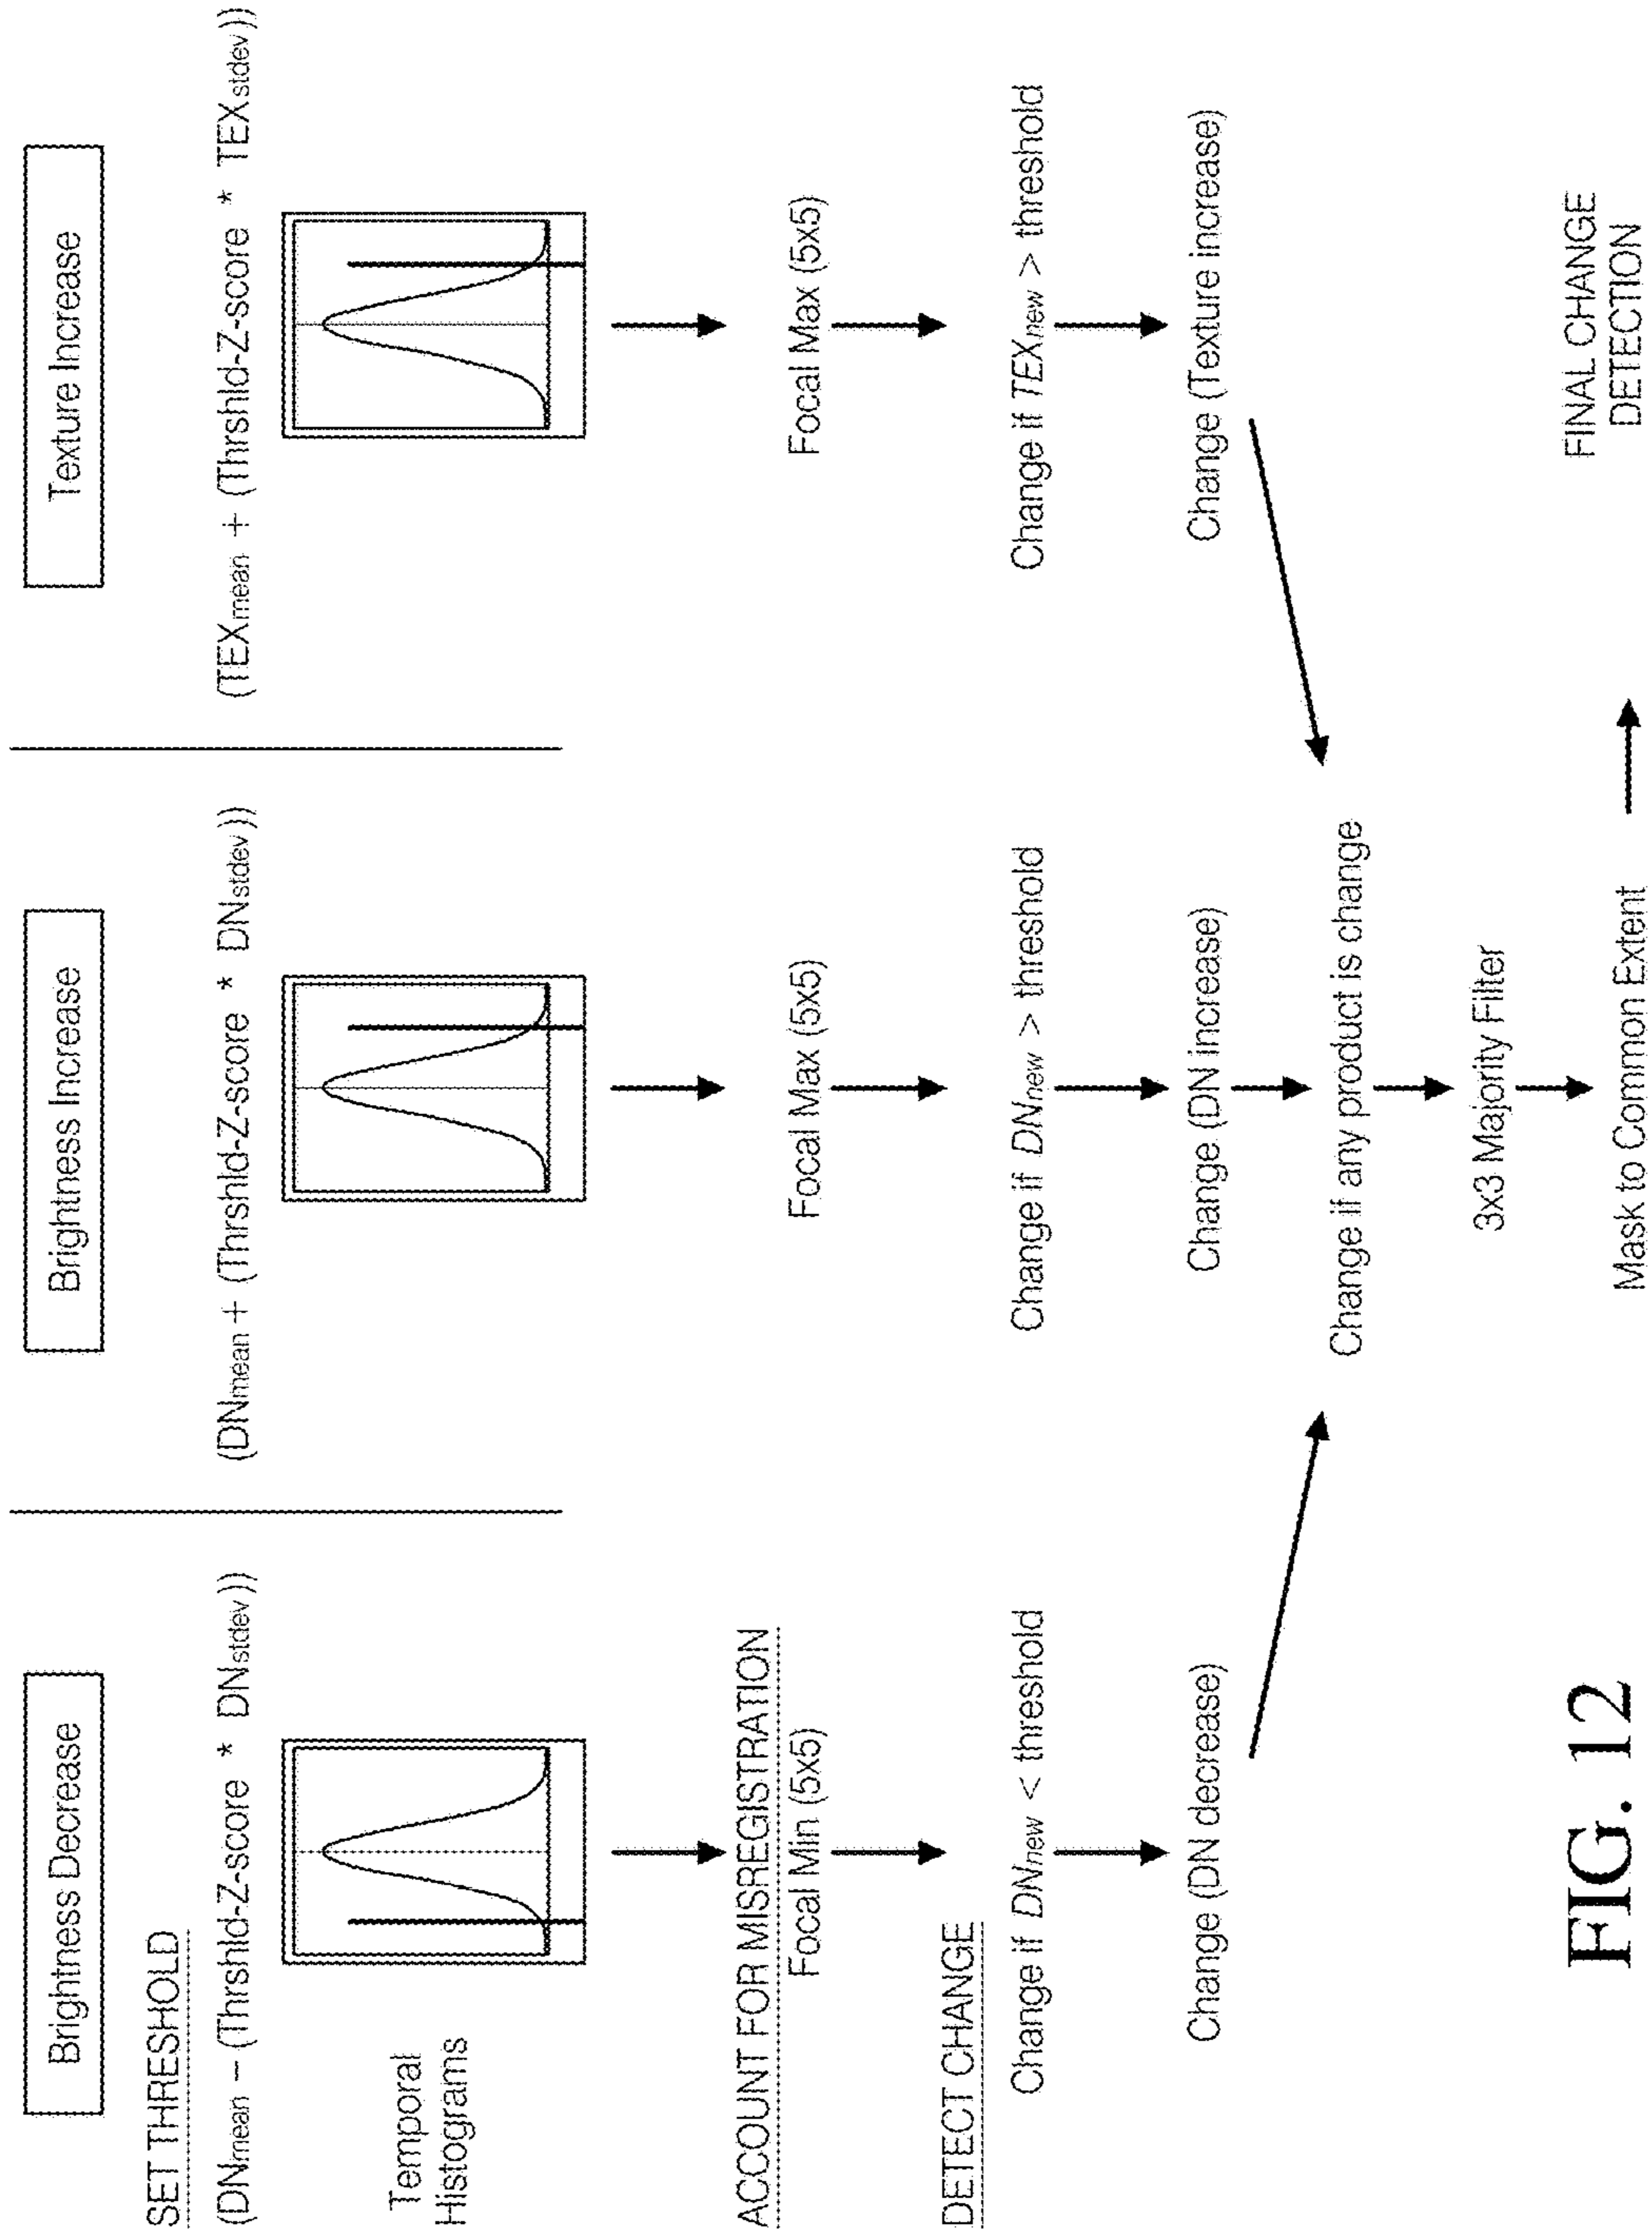 Brightness Decrease
Brightness Increase
Texture Increase
SET THRESHOLD
(DNmean − (Thrshld-Z-score * DNstdev))
(DNmean + (Thrshld-Z-score * DNstdev))
(TEXmean + (Thrshld-Z-score * TEXstdev))
Temporal
Histograms
ACCOUNT FOR MISREGISTRATION
Focal Min (5x5)
Focal Max (5x5)
Focal Max (5x5)
DETECT CHANGE
Change if DNnew < threshold
Change if DNnew > threshold
Change if TEXnew > threshold
Change (DN decrease)
Change (DN increase)
Change (Texture increase)
Change if any product is change
3x3 Majority Filter
Mask to Common Extent
FINAL CHANGE
DETECTION
FIG. 12